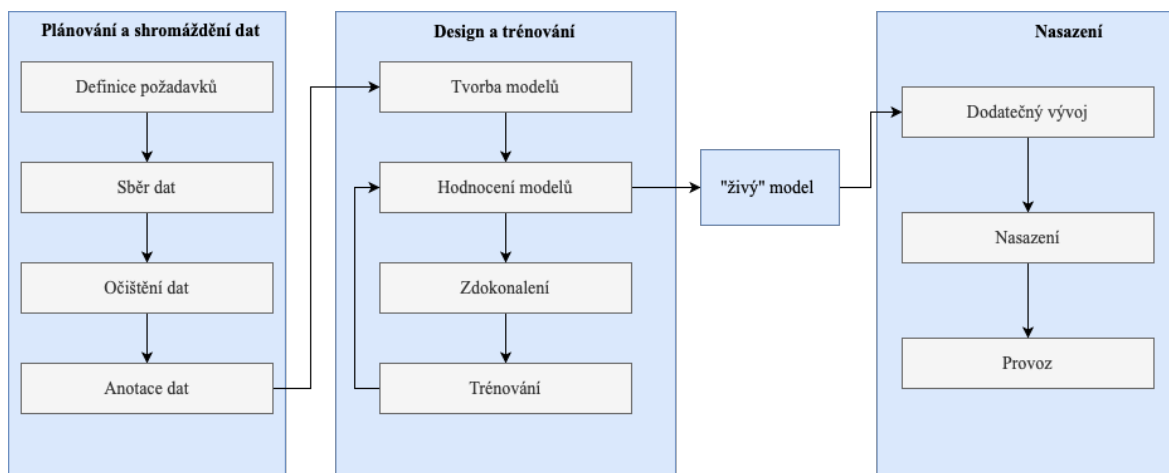 Plánování a shromáždění dat
Definice požadavků
Sběr dat
Očištění dat
Anotace dat
Design a trénování
Tvorba modelů
Hodnocení modelů
Zdokonalení
Trénování
"živý" model
Nasazení
Dodatečný vývoj
Nasazení
Provoz